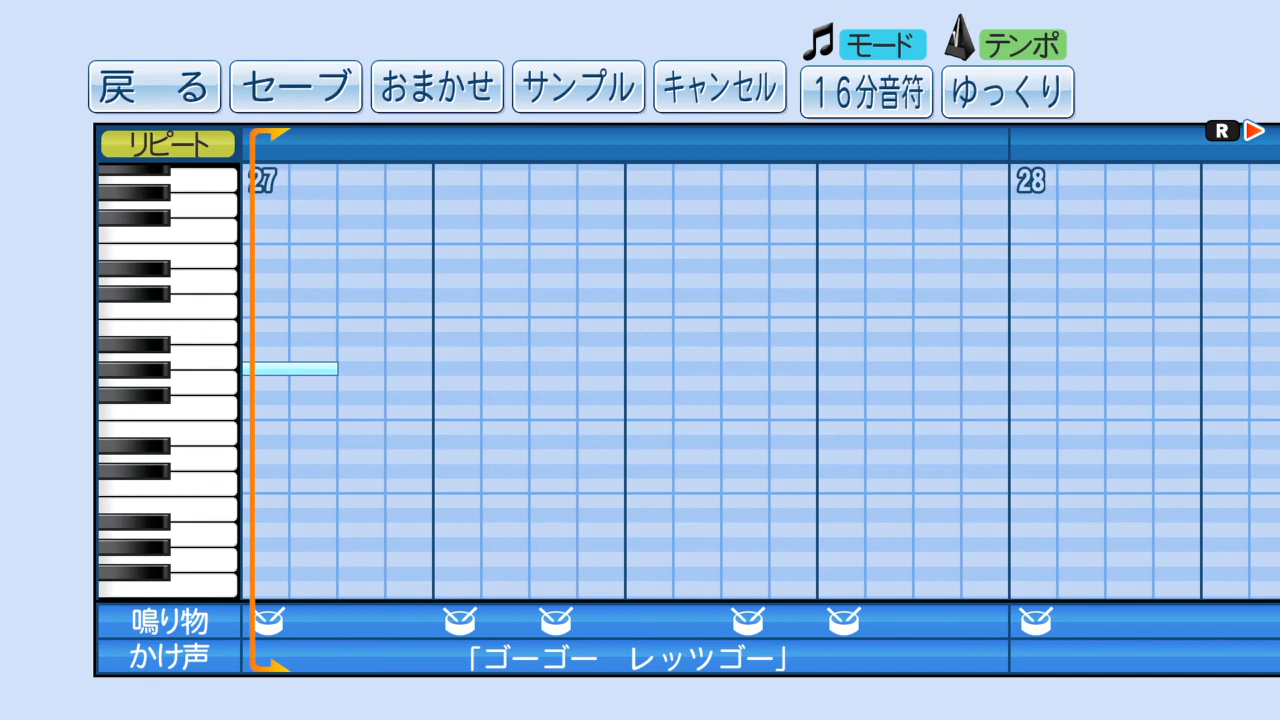 モード テンポ
戻る セーブ おまかせ サンプル キャンセル 16分音符 ゆっくり
リピート R
27 28
鳴り物
かけ声 「ゴーゴー レッツゴー」